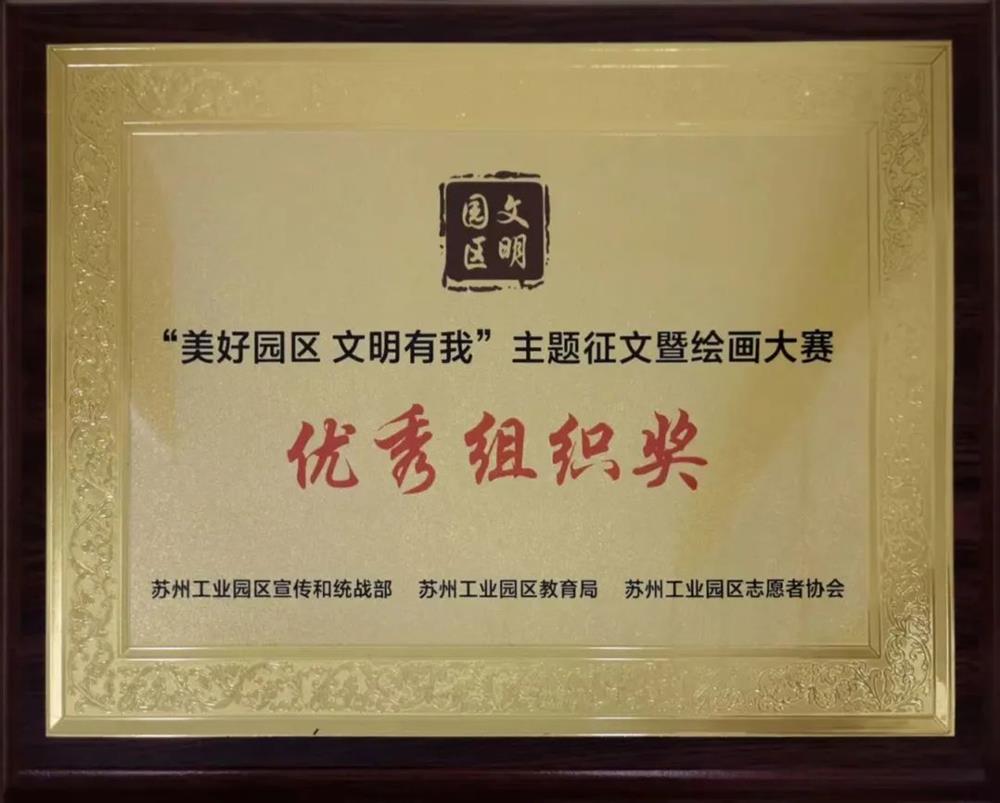 文明
园区
“美好园区 文明有我”主题征文暨绘画大赛
优秀组织奖
苏州工业园区宣传和统战部 苏州工业园区教育局 苏州工业园区志愿者协会